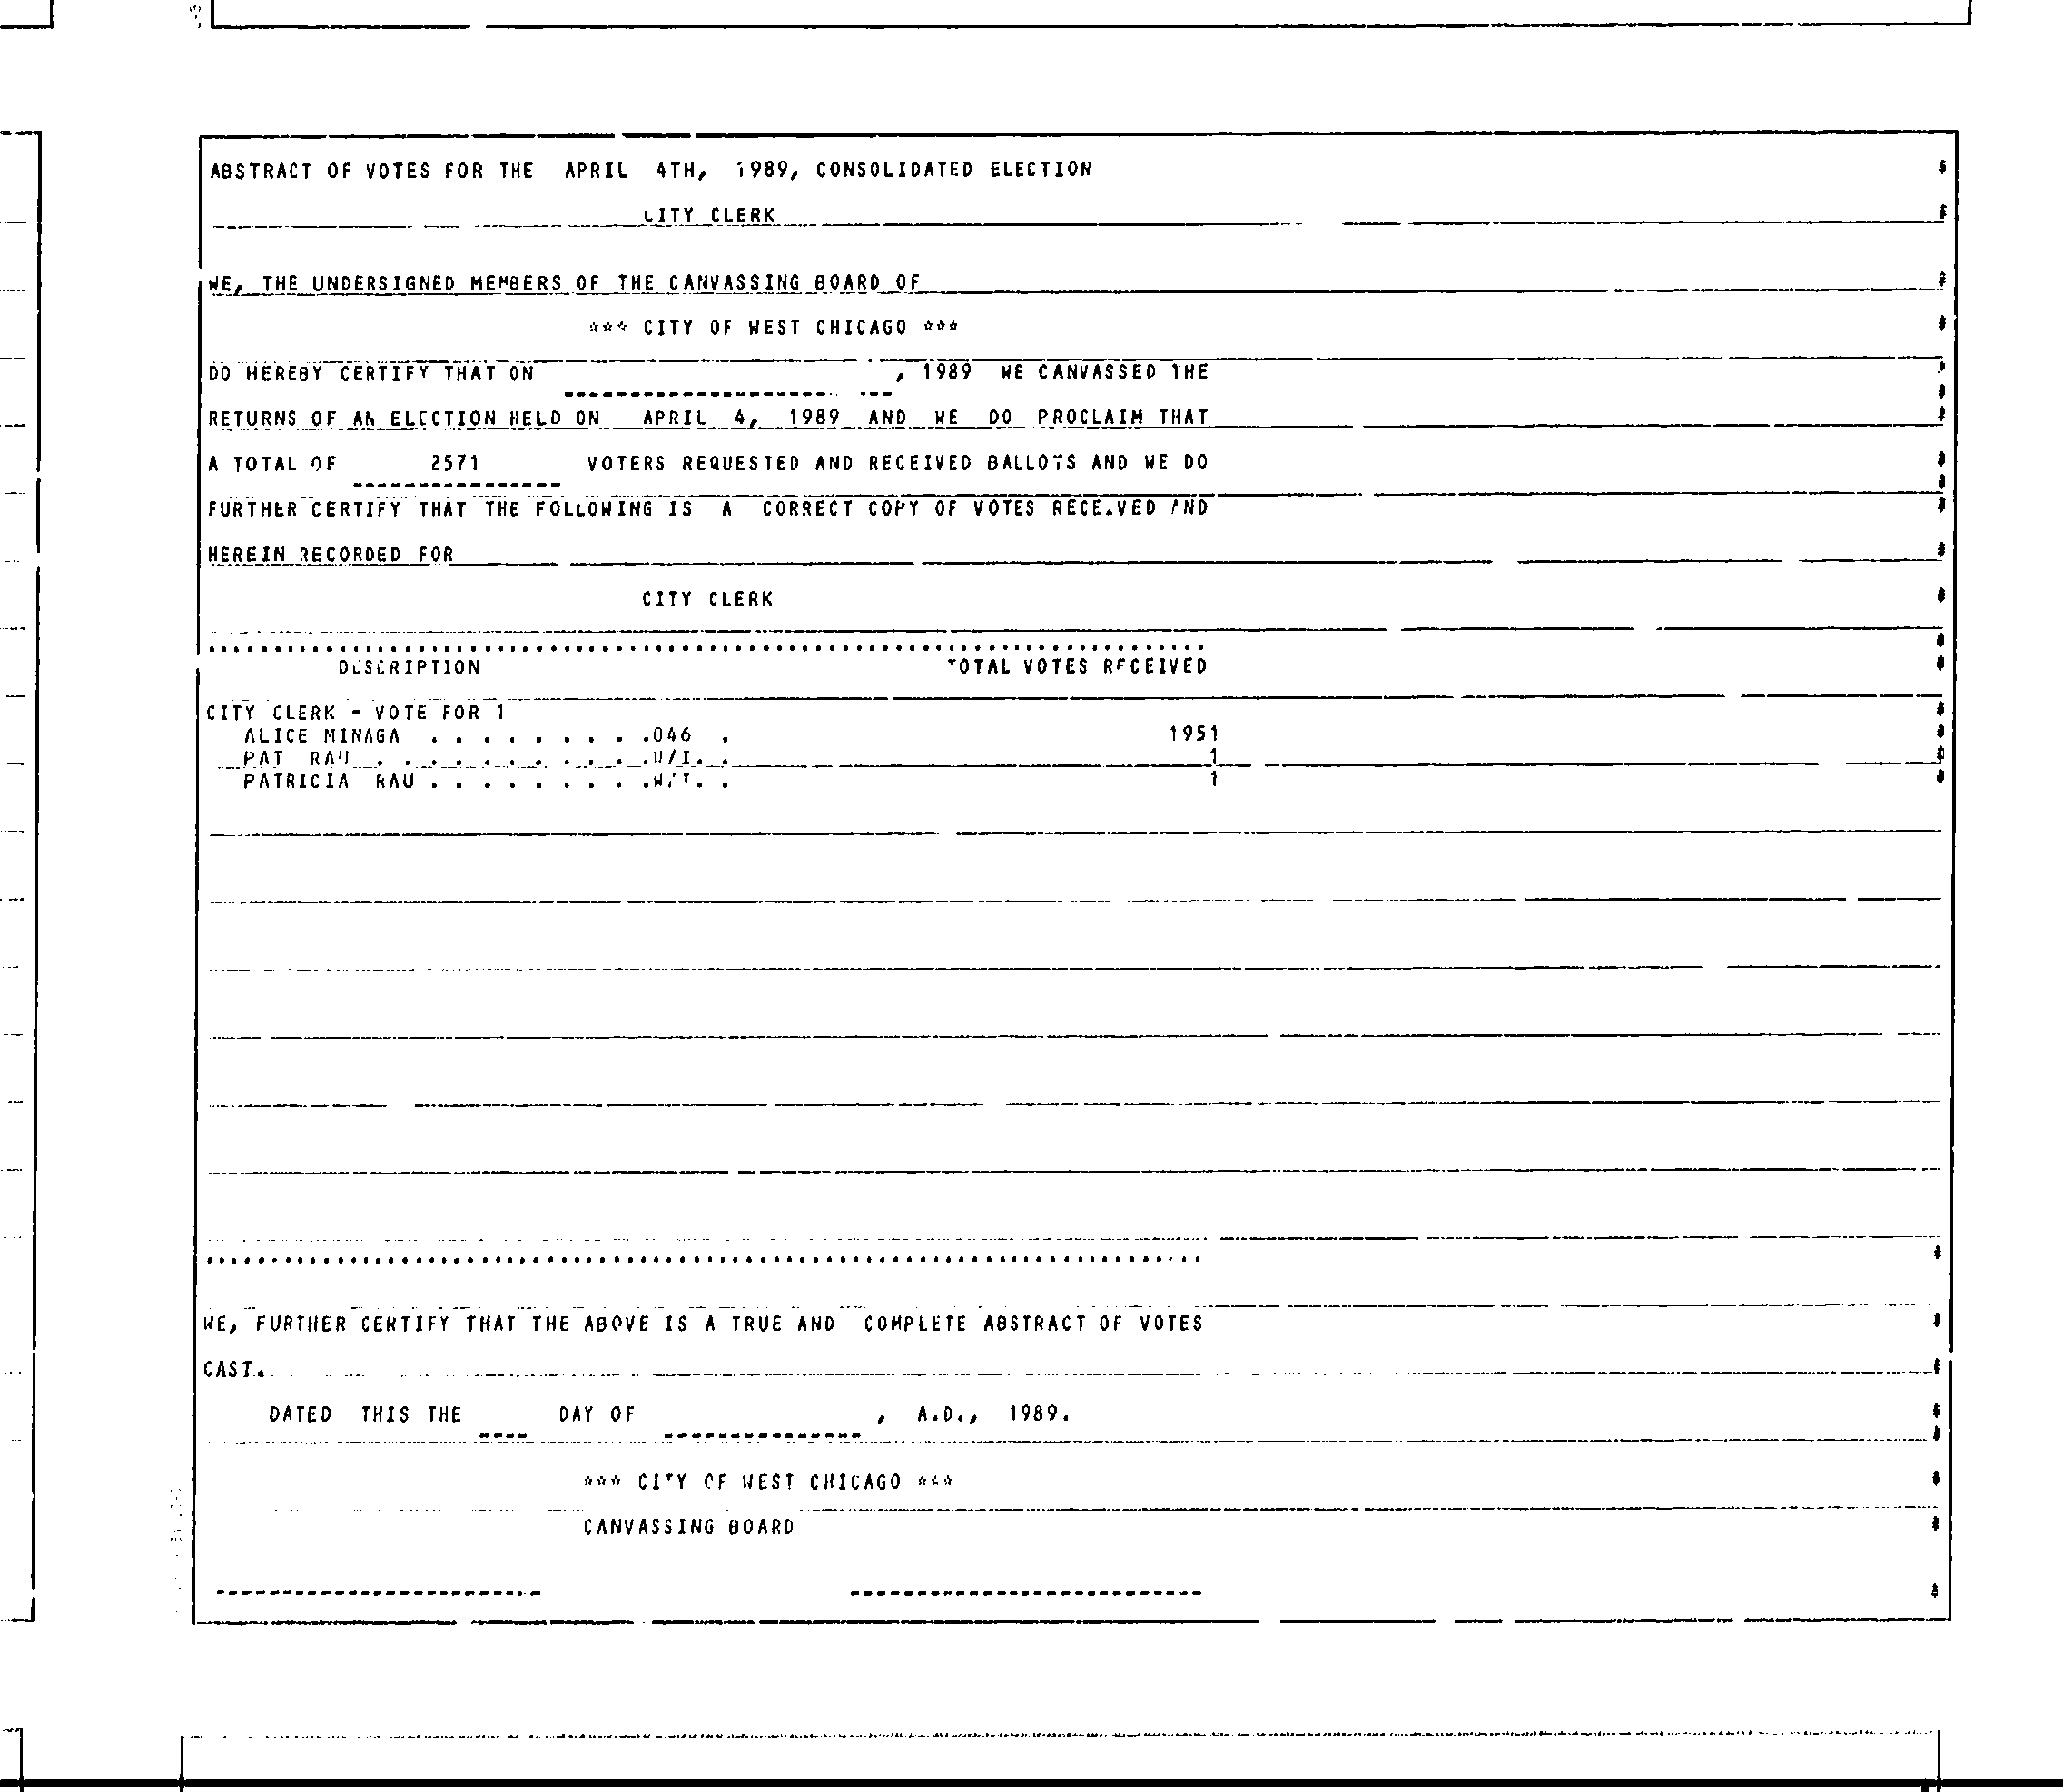 ABSTRACT OF VOTES FOR THE APRIL 4TH, 1989, CONSOLIDATED ELECTION
CITY CLERK
WE, THE UNDERSIGNED MEMBERS OF THE CANVASSING BOARD OF
*** CITY OF WEST CHICAGO ***
DO HEREBY CERTIFY THAT ON , 1989 WE CANVASSED THE
RETURNS OF AN ELECTION HELD ON APRIL 4, 1989 AND WE DO PROCLAIM THAT
A TOTAL OF 2571 VOTERS REQUESTED AND RECEIVED BALLOTS AND WE DO
FURTHER CERTIFY THAT THE FOLLOWING IS A CORRECT COPY OF VOTES RECEIVED AND
HEREIN RECORDED FOR
CITY CLERK
DESCRIPTION TOTAL VOTES RECEIVED
CITY CLERK - VOTE FOR 1
ALICE MINAGA . . . . . . . . .046 . 1951
PAT RAU . . . . . . . . . . .W/I. . 1
PATRICIA RAU . . . . . . . . .W/I. . 1
WE, FURTHER CERTIFY THAT THE ABOVE IS A TRUE AND COMPLETE ABSTRACT OF VOTES
CAST.
DATED THIS THE ---- DAY OF , A.D., 1989.
*** CITY OF WEST CHICAGO ***
CANVASSING BOARD